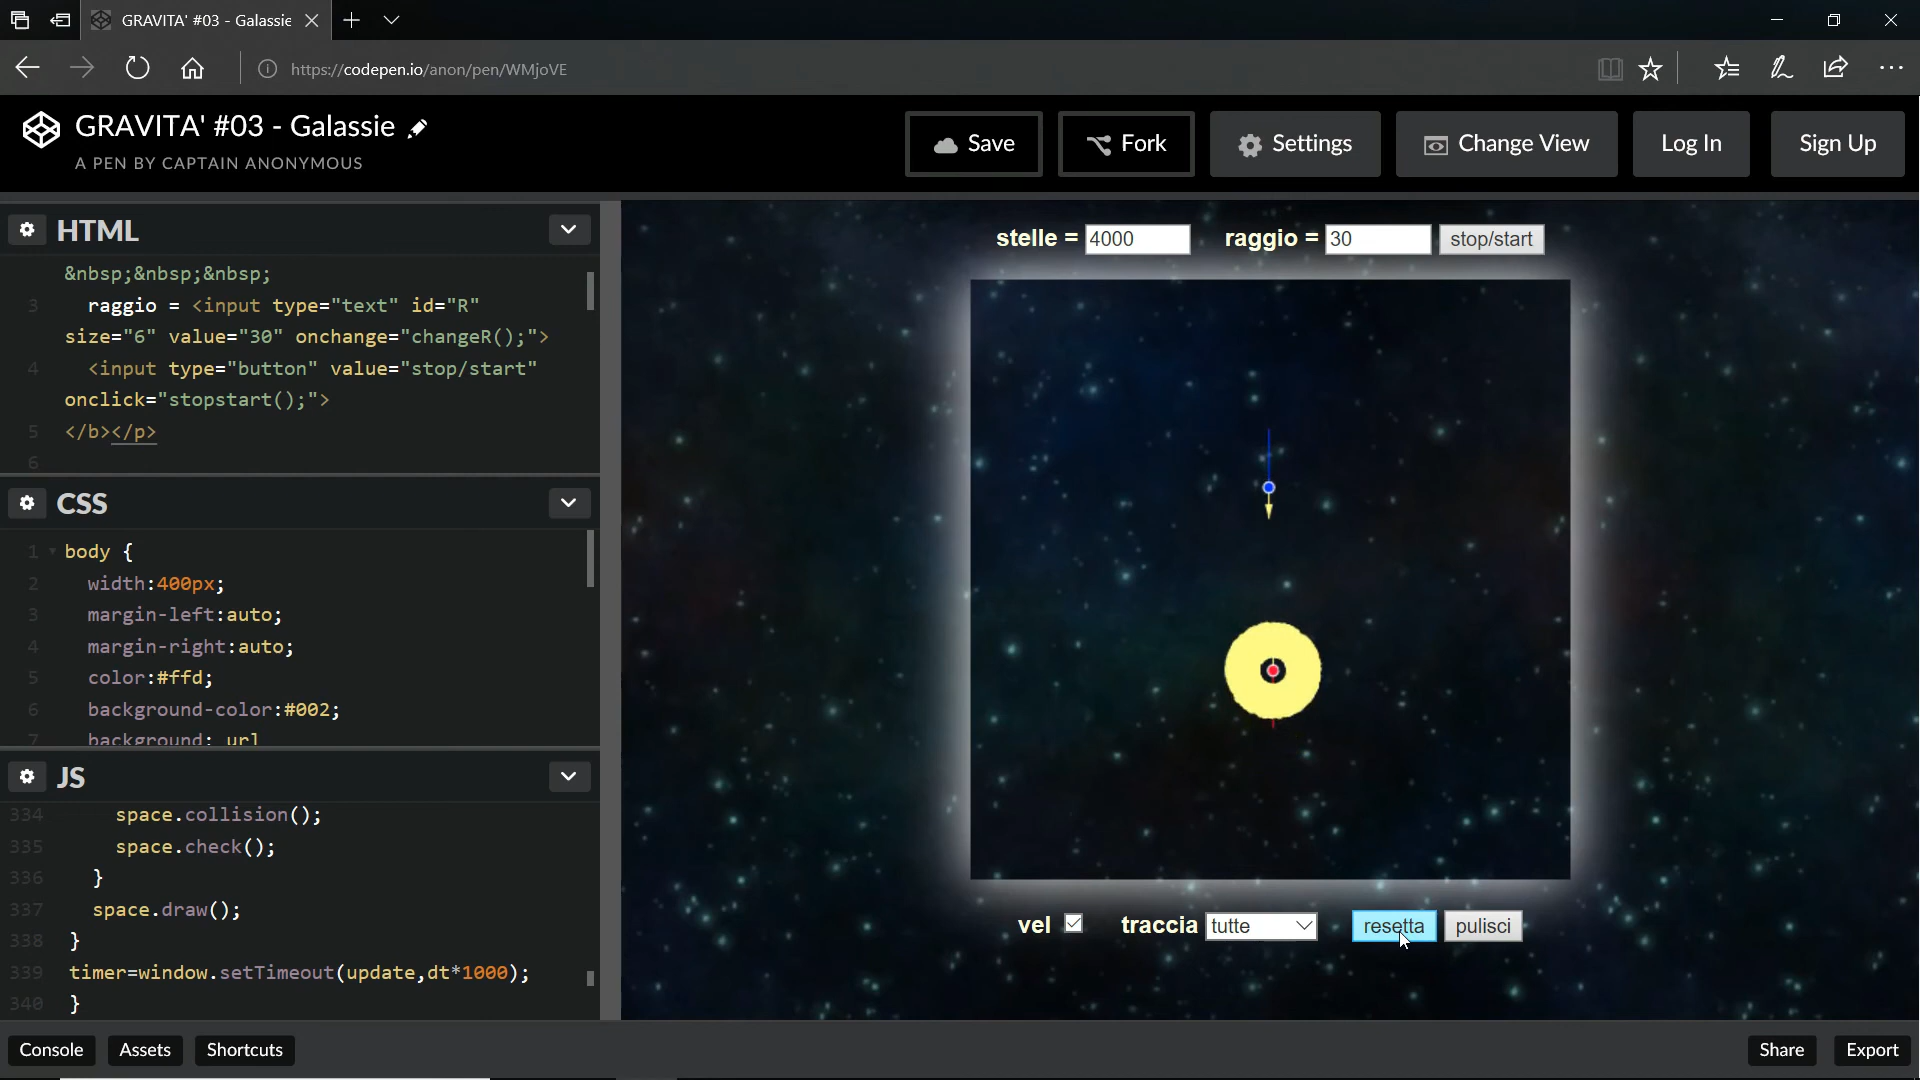 GRAVITA' #03 - Galassie
https://codepen.io/anon/pen/WMjoVE
GRAVITA' #03 - Galassie
A PEN BY CAPTAIN ANONYMOUS
Save
Fork
Settings
Change View
Log In
Sign Up
HTML
&nbsp;&nbsp;&nbsp;
3 raggio = <input type="text" id="R"
size="6" value="30" onchange="changeR();">
4 <input type="button" value="stop/start"
onclick="stopstart();">
5 </b></p>
6
CSS
1 body {
2 width:400px;
3 margin-left:auto;
4 margin-right:auto;
5 color:#ffd;
6 background-color:#002;
7 background: url
JS
334 space.collision();
335 space.check();
336 }
337 space.draw();
338 }
339 timer=window.setTimeout(update,dt*1000);
340 }
stelle = 4000 raggio = 30 stop/start
vel traccia tutte resetta pulisci
Console Assets Shortcuts
Share Export